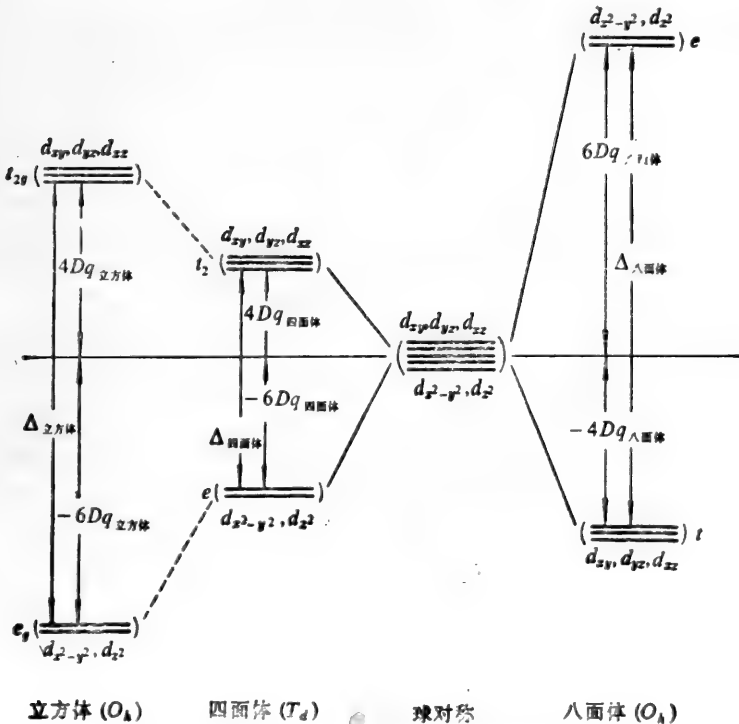 d_{z²-y²}, d_{z²}
( ) e
d_{xy}, d_{yz}, d_{xz}
t_{2g} ( )
6Dq
d_{xy}, d_{yz}, d_{xz}
t_2 ( )
4Dq 立方体
4Dq 四面体
Δ 八面体
d_{xy}, d_{yz}, d_{xz}
( )
d_{x²-y²}, d_{z²}
-6Dq 四面体
Δ 立方体
Δ 四面体
-4Dq 八面体
e ( )
d_{x²-y²}, d_{z²}
-6Dq 立方体
( ) t
d_{xy}, d_{yz}, d_{xz}
e_g ( )
d_{x²-y²}, d_{z²}
立方体 (O_h) 四面体 (T_d) 球对称 八面体 (O_h)